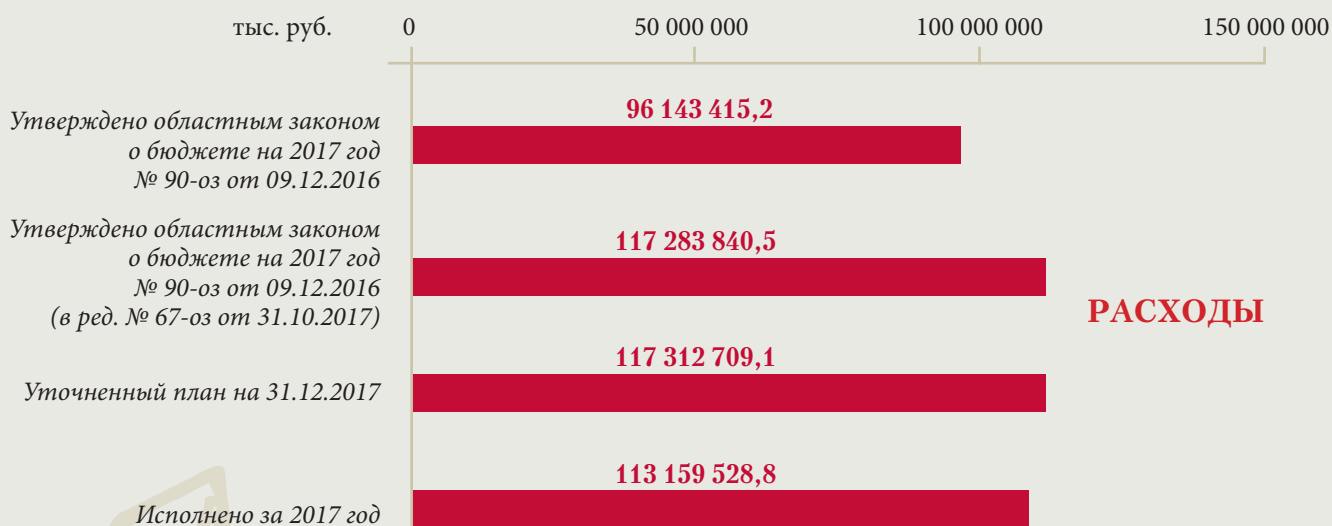 тыс. руб. 0 50 000 000 100 000 000 150 000 000
96 143 415,2
Утверждено областным законом
о бюджете на 2017 год
№ 90-оз от 09.12.2016
117 283 840,5
Утверждено областным законом
о бюджете на 2017 год
№ 90-оз от 09.12.2016
(в ред. № 67-оз от 31.10.2017)
РАСХОДЫ
117 312 709,1
Уточненный план на 31.12.2017
113 159 528,8
Исполнено за 2017 год